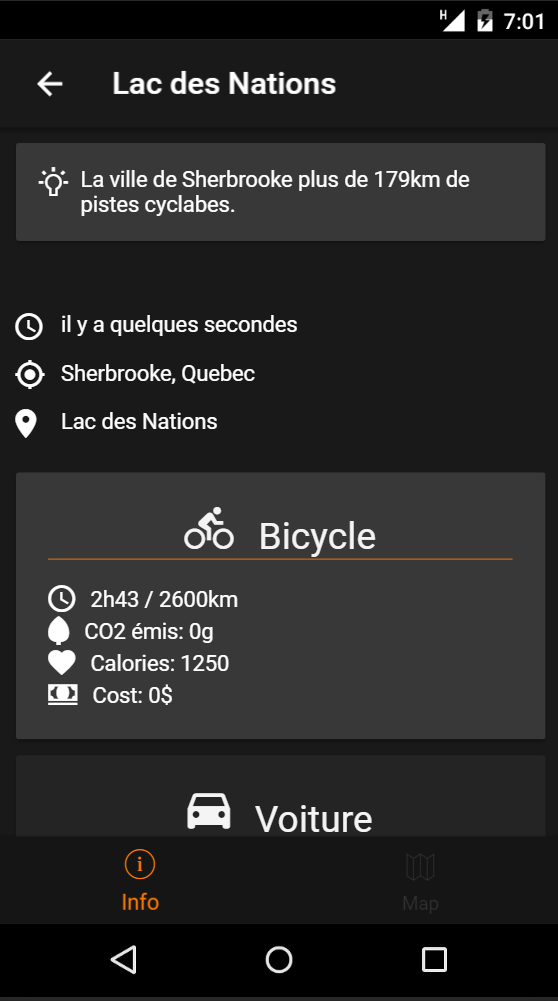 H 7:01
Lac des Nations
La ville de Sherbrooke plus de 179km de
pistes cyclabes.
il y a quelques secondes
Sherbrooke, Quebec
Lac des Nations
Bicycle
2h43 / 2600km
CO2 émis: 0g
Calories: 1250
Cost: 0$
Voiture
Info
Map